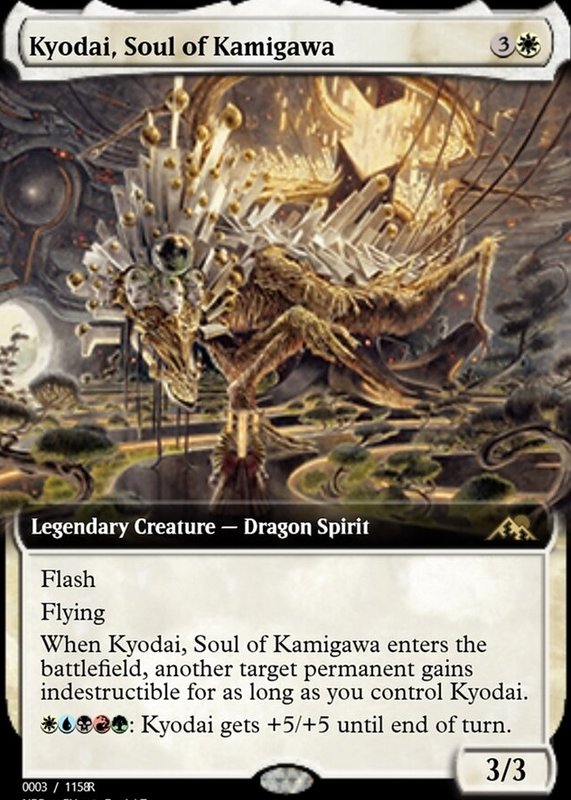 Kyodai, Soul of Kamigawa
3
Legendary Creature — Dragon Spirit
Flash
Flying
When Kyodai, Soul of Kamigawa enters the
battlefield, another target permanent gains
indestructible for as long as you control Kyodai.
: Kyodai gets +5/+5 until end of turn.
3/3
0003 / 1158R